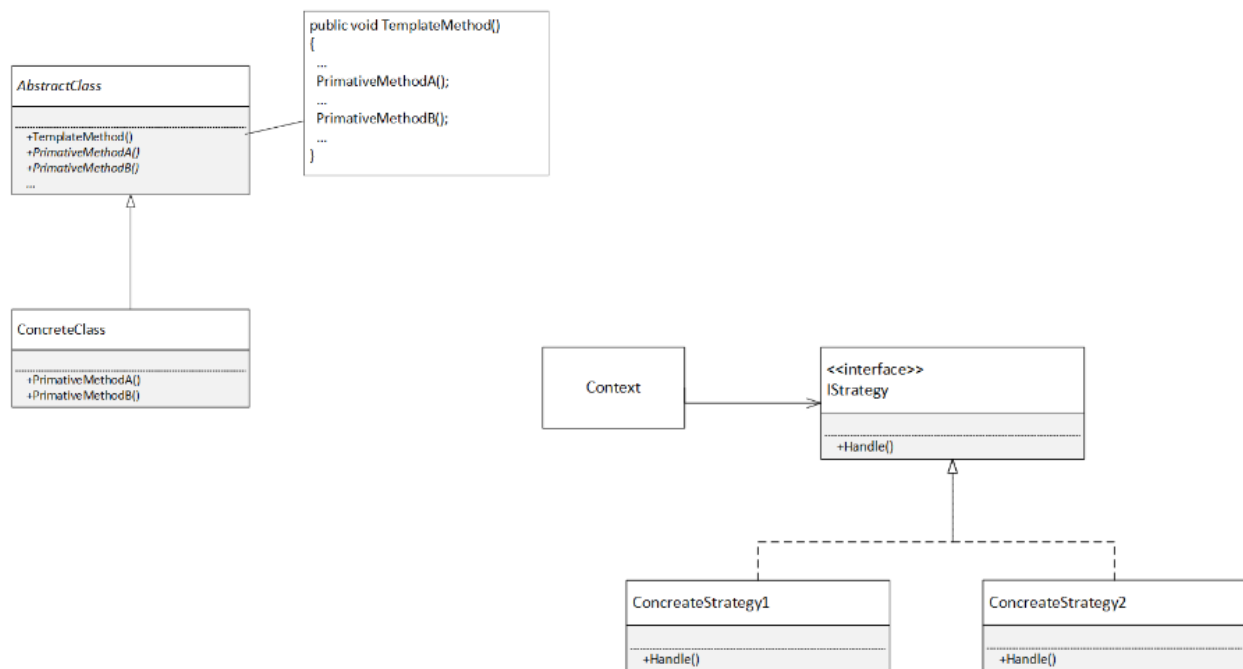 public void TemplateMethod()
{
...
PrimativeMethodA();
...
PrimativeMethodB();
...
}
AbstractClass
+TemplateMethod()
+PrimativeMethodA()
+PrimativeMethodB()
...
ConcreteClass
+PrimativeMethodA()
+PrimativeMethodB()
Context
<<interface>>
IStrategy
+Handle()
ConcreateStrategy1
+Handle()
ConcreateStrategy2
+Handle()